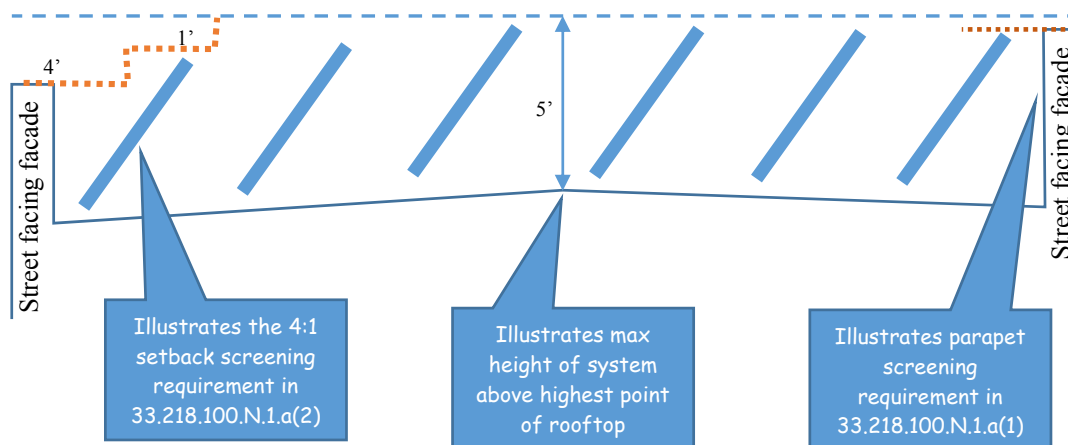 1’
4’
5’
Street facing facade
Street facing facade
Illustrates the 4:1
setback screening
requirement in
33.218.100.N.1.a(2)
Illustrates max
height of system
above highest point
of rooftop
Illustrates parapet
screening
requirement in
33.218.100.N.1.a(1)